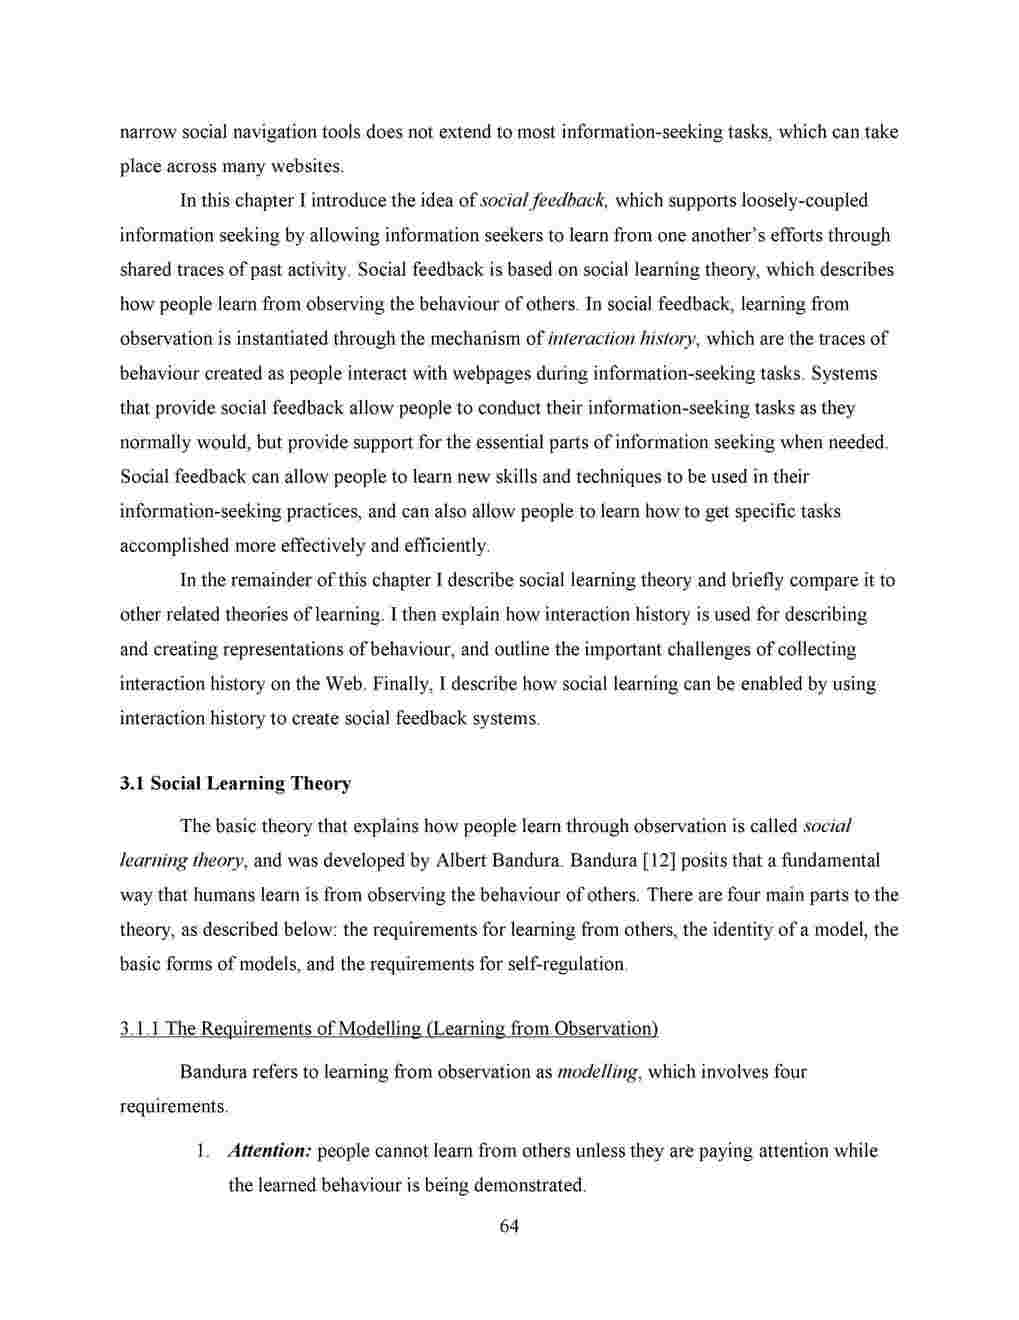 narrow social navigation tools does not extend to most information-seeking tasks, which can take
place across many websites.
In this chapter I introduce the idea of social feedback, which supports loosely-coupled
information seeking by allowing information seekers to learn from one another’s efforts through
shared traces of past activity. Social feedback is based on social learning theory, which describes
how people learn from observing the behaviour of others. In social feedback, learning from
observation is instantiated through the mechanism of interaction history, which are the traces of
behaviour created as people interact with webpages during information-seeking tasks. Systems
that provide social feedback allow people to conduct their information-seeking tasks as they
normally would, but provide support for the essential parts of information seeking when needed.
Social feedback can allow people to learn new skills and techniques to be used in their
information-seeking practices, and can also allow people to learn how to get specific tasks
accomplished more effectively and efficiently.
In the remainder of this chapter I describe social learning theory and briefly compare it to
other related theories of learning. I then explain how interaction history is used for describing
and creating representations of behaviour, and outline the important challenges of collecting
interaction history on the Web. Finally, I describe how social learning can be enabled by using
interaction history to create social feedback systems.
3.1 Social Learning Theory
The basic theory that explains how people learn through observation is called social
learning theory, and was developed by Albert Bandura. Bandura [12] posits that a fundamental
way that humans learn is from observing the behaviour of others. There are four main parts to the
theory, as described below: the requirements for learning from others, the identity of a model, the
basic forms of models, and the requirements for self-regulation.
3.1.1 The Requirements of Modelling (Learning from Observation)
Bandura refers to learning from observation as modelling, which involves four
requirements.
1. Attention: people cannot learn from others unless they are paying attention while
the learned behaviour is being demonstrated.
64